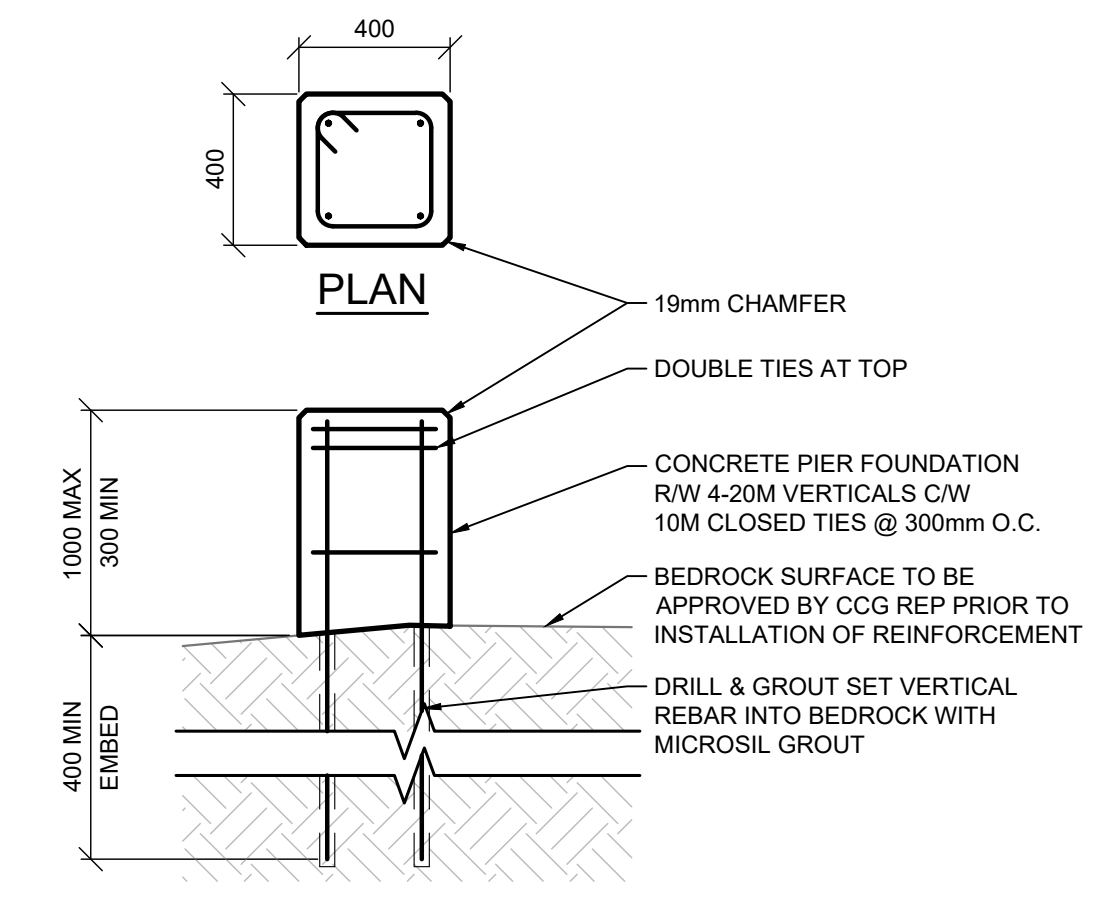 400
400
PLAN
19mm CHAMFER
DOUBLE TIES AT TOP
1000 MAX
300 MIN
CONCRETE PIER FOUNDATION
R/W 4-20M VERTICALS C/W
10M CLOSED TIES @ 300mm O.C.
BEDROCK SURFACE TO BE
APPROVED BY CCG REP PRIOR TO
INSTALLATION OF REINFORCEMENT
400 MIN
EMBED
DRILL & GROUT SET VERTICAL
REBAR INTO BEDROCK WITH
MICROSIL GROUT